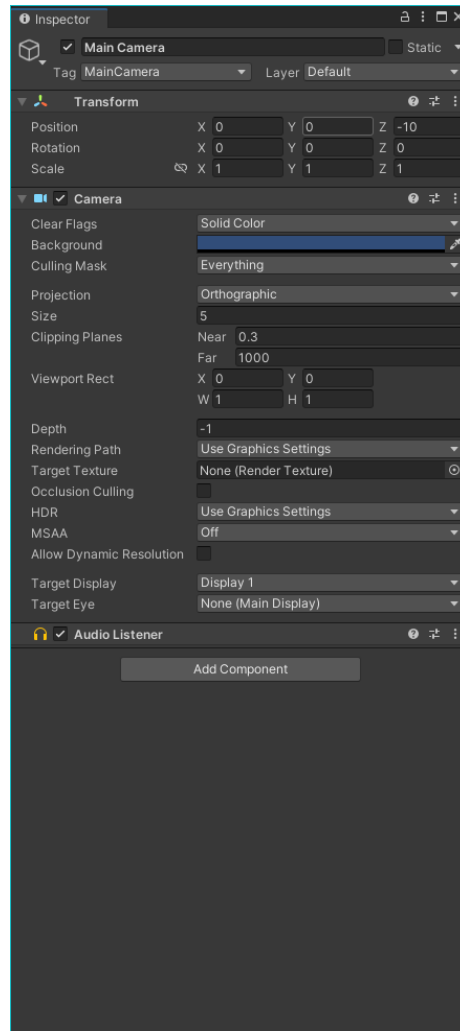 Inspector
Main Camera Static
Tag MainCamera Layer Default
Transform
Position X 0 Y 0 Z -10
Rotation X 0 Y 0 Z 0
Scale X 1 Y 1 Z 1
Camera
Clear Flags Solid Color
Background
Culling Mask Everything
Projection Orthographic
Size 5
Clipping Planes Near 0.3
Far 1000
Viewport Rect X 0 Y 0
W 1 H 1
Depth -1
Rendering Path Use Graphics Settings
Target Texture None (Render Texture)
Occlusion Culling
HDR Use Graphics Settings
MSAA Off
Allow Dynamic Resolution
Target Display Display 1
Target Eye None (Main Display)
Audio Listener
Add Component